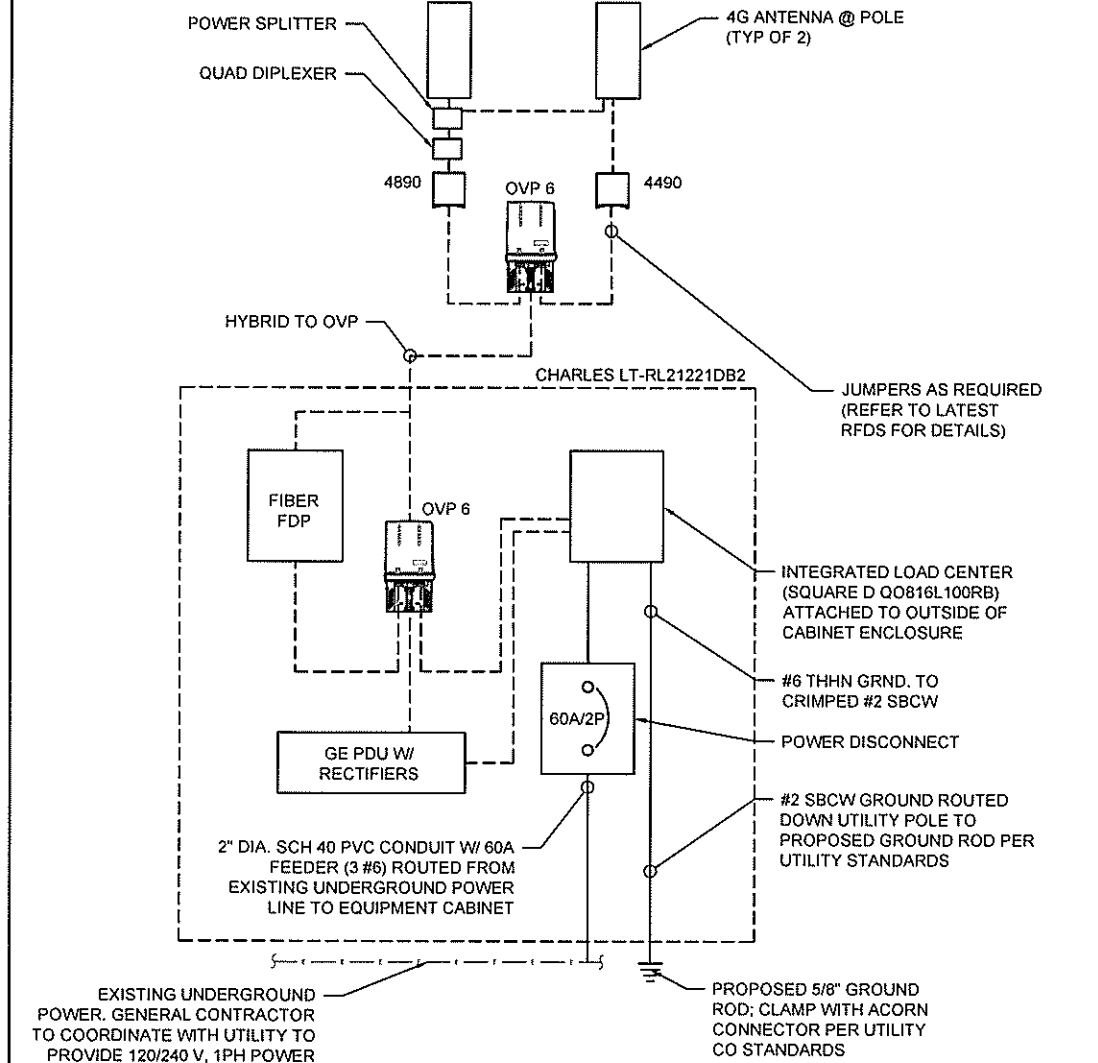 POWER SPLITTER
4G ANTENNA @ POLE
(TYP OF 2)
QUAD DIPLEXER
4890
OVP 6
4490
HYBRID TO OVP
CHARLES LT-RL21221DB2
JUMPERS AS REQUIRED
(REFER TO LATEST
RFDS FOR DETAILS)
FIBER
FDP
OVP 6
INTEGRATED LOAD CENTER
(SQUARE D QO816L100RB)
ATTACHED TO OUTSIDE OF
CABINET ENCLOSURE
#6 THHN GRND. TO
CRIMPED #2 SBCW
60A/2P
POWER DISCONNECT
GE PDU W/
RECTIFIERS
#2 SBCW GROUND ROUTED
DOWN UTILITY POLE TO
PROPOSED GROUND ROD PER
UTILITY STANDARDS
2" DIA. SCH 40 PVC CONDUIT W/ 60A
FEEDER (3 #6) ROUTED FROM
EXISTING UNDERGROUND POWER
LINE TO EQUIPMENT CABINET
E E E E E E
EXISTING UNDERGROUND
POWER. GENERAL CONTRACTOR
TO COORDINATE WITH UTILITY TO
PROVIDE 120/240 V, 1PH POWER
PROPOSED 5/8" GROUND
ROD; CLAMP WITH ACORN
CONNECTOR PER UTILITY
CO STANDARDS